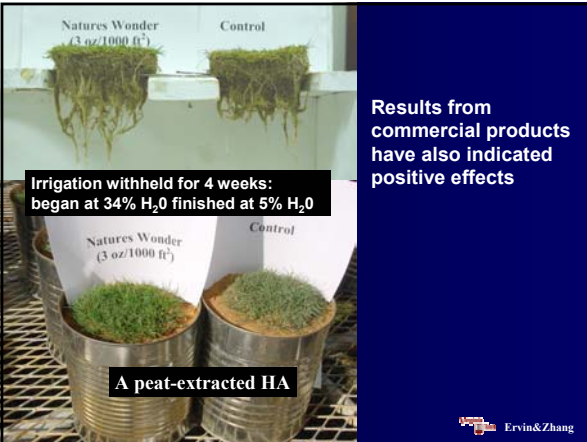 Natures Wonder
(3 oz/1000 ft²)
Control
Results from
commercial products
have also indicated
positive effects
Irrigation withheld for 4 weeks:
began at 34% H₂0 finished at 5% H₂0
Natures Wonder
(3 oz/1000 ft²)
Control
A peat-extracted HA
Ervin&Zhang